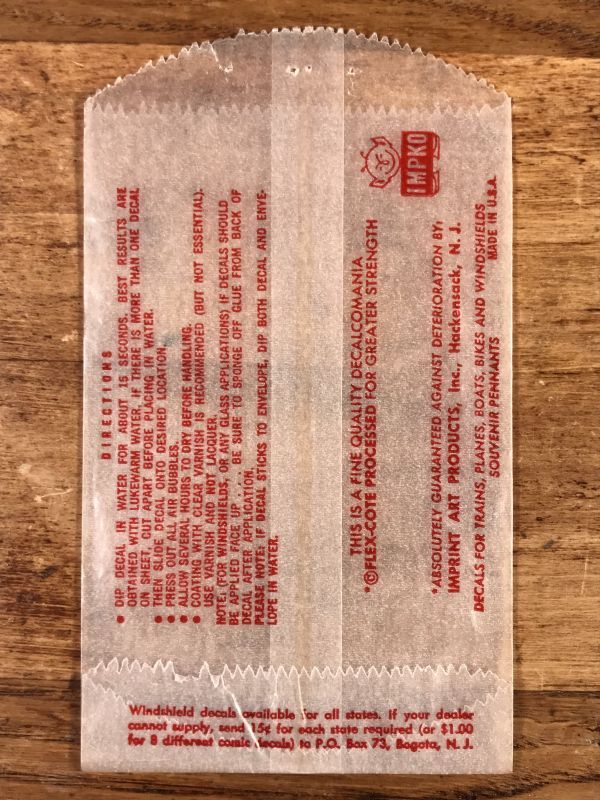 DIRECTIONS
● DIP DECAL IN WATER FOR ABOUT 15 SECONDS. BEST RESULTS ARE
OBTAINED WITH LUKEWARM WATER. IF THERE IS MORE THAN ONE DECAL
ON SHEET, CUT APART BEFORE PLACING IN WATER.
● THEN SLIDE DECAL ONTO DESIRED LOCATION.
● PRESS OUT ALL AIR BUBBLES.
● ALLOW SEVERAL HOURS TO DRY BEFORE HANDLING.
● COATING WITH CLEAR VARNISH IS RECOMMENDED (BUT NOT ESSENTIAL).
USE VARNISH AND NOT LACQUER.
NOTE: (FOR WINDSHIELDS, OR ANY GLASS APPLICATIONS) IF DECALS SHOULD
BE APPLIED FACE UP . . . BE SURE TO SPONGE OFF GLUE FROM BACK OF
DECAL AFTER APPLICATION.
PLEASE NOTE: IF DECAL STICKS TO ENVELOPE, DIP BOTH DECAL AND ENVE-
LOPE IN WATER.
IMPKO
THIS IS A FINE QUALITY DECALCOMANIA
*©FLEX-COTE PROCESSED FOR GREATER STRENGTH
*ABSOLUTELY GUARANTEED AGAINST DETERIORATION BY:
IMPRINT ART PRODUCTS, Inc., Hackensack, N. J.
DECALS FOR TRAINS, PLANES, BOATS, BIKES AND WINDSHIELDS
SOUVENIR PENNANTS
MADE IN U.S.A.
Windshield decals available for all states. If your dealer
cannot supply, send 15¢ for each state required (or $1.00
for 8 different comic decals) to P.O. Box 73, Bogota, N. J.